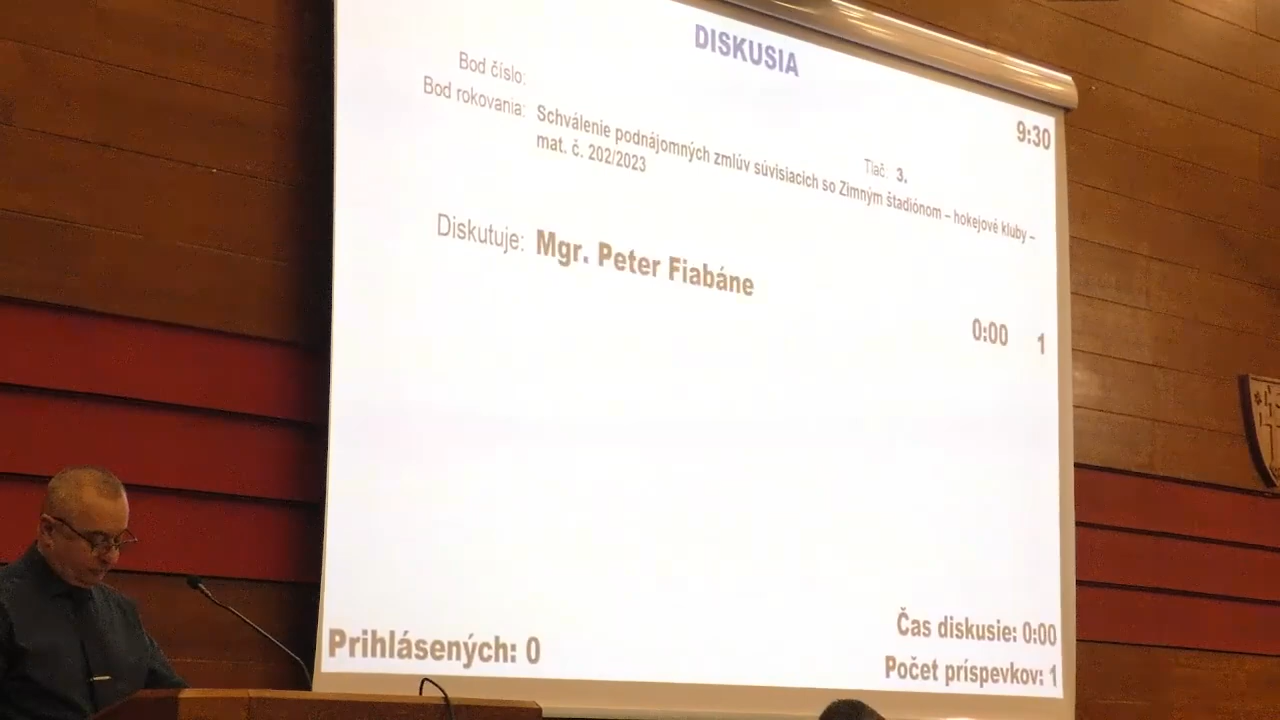 DISKUSIA
Bod číslo:
9:30
Tlač: 3.
Bod rokovania: Schválenie podnájomných zmlúv súvisiacich so Zimným štadiónom – hokejové kluby –
mat. č. 202/2023
Diskutuje: Mgr. Peter Fiabáne
0:00 1
Čas diskusie: 0:00
Prihlásených: 0
Počet príspevkov: 1